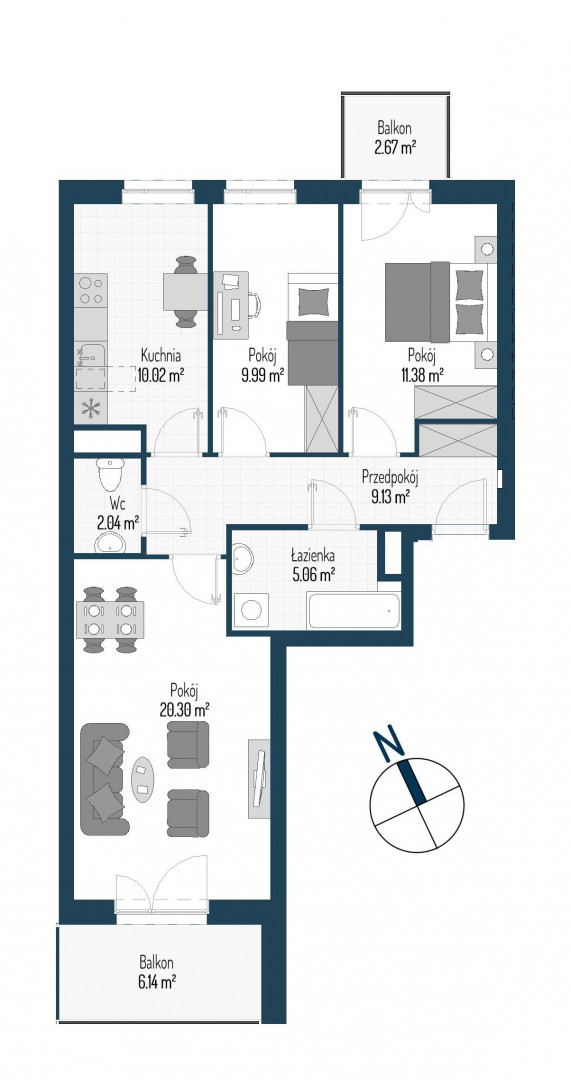 Balkon
2.67 m²
Kuchnia
10.02 m²
Pokój
9.99 m²
Pokój
11.38 m²
Przedpokój
9.13 m²
Wc
2.04 m²
Łazienka
5.06 m²
Pokój
20.30 m²
N
Balkon
6.14 m²